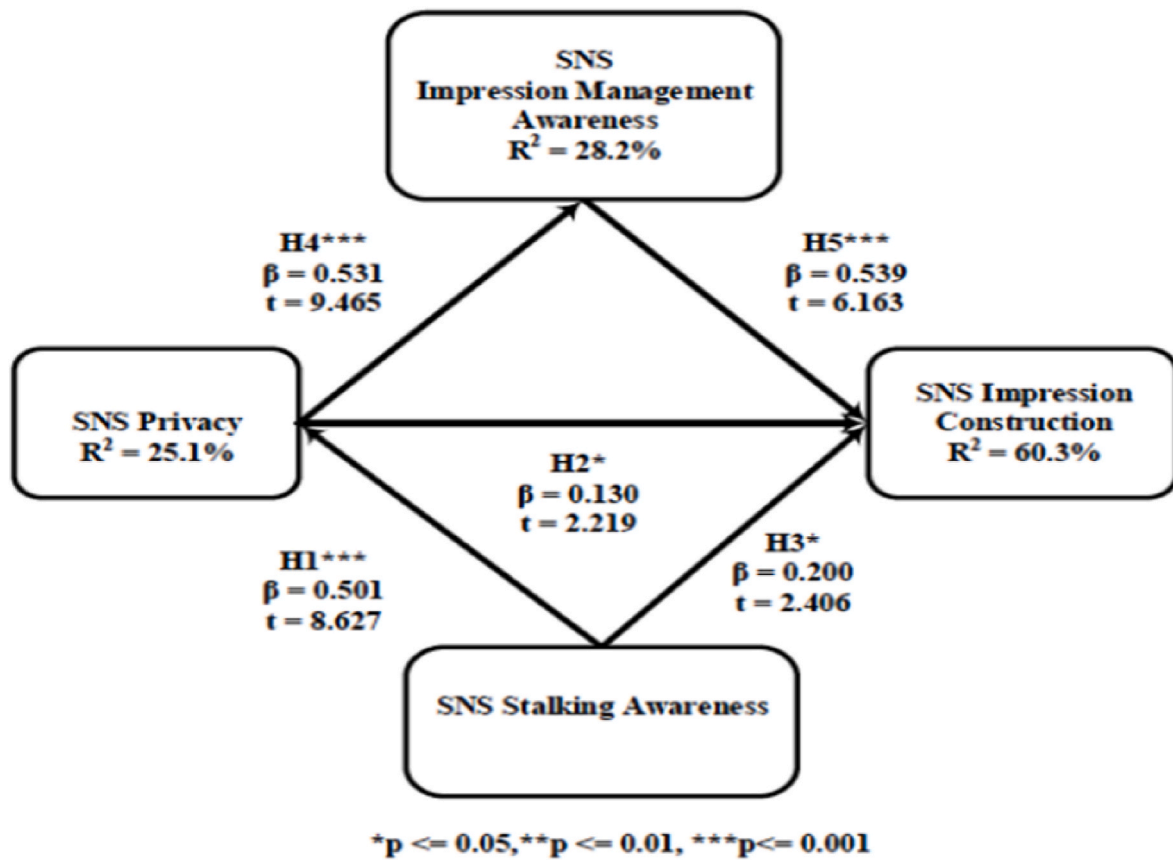 SNS
Impression Management
Awareness
R² = 28.2%
H4***
β = 0.531
t = 9.465
H5***
β = 0.539
t = 6.163
SNS Privacy
R² = 25.1%
SNS Impression
Construction
R² = 60.3%
H2*
β = 0.130
t = 2.219
H1***
β = 0.501
t = 8.627
H3*
β = 0.200
t = 2.406
SNS Stalking Awareness
*p <= 0.05,**p <= 0.01, ***p<= 0.001